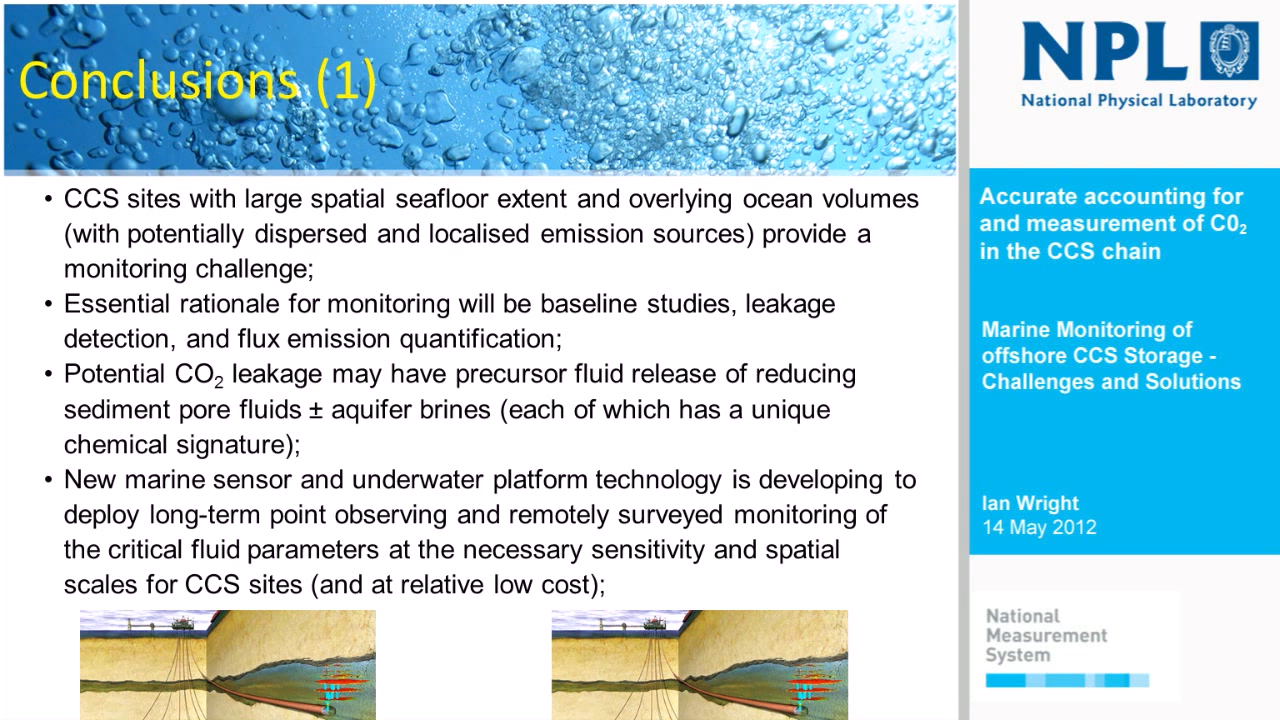 Conclusions (1)
• CCS sites with large spatial seafloor extent and overlying ocean volumes
(with potentially dispersed and localised emission sources) provide a
monitoring challenge;
• Essential rationale for monitoring will be baseline studies, leakage
detection, and flux emission quantification;
• Potential CO₂ leakage may have precursor fluid release of reducing
sediment pore fluids ± aquifer brines (each of which has a unique
chemical signature);
• New marine sensor and underwater platform technology is developing to
deploy long-term point observing and remotely surveyed monitoring of
the critical fluid parameters at the necessary sensitivity and spatial
scales for CCS sites (and at relative low cost);
NPL
National Physical Laboratory
Accurate accounting for
and measurement of C0₂
in the CCS chain
Marine Monitoring of
offshore CCS Storage -
Challenges and Solutions
Ian Wright
14 May 2012
National
Measurement
System